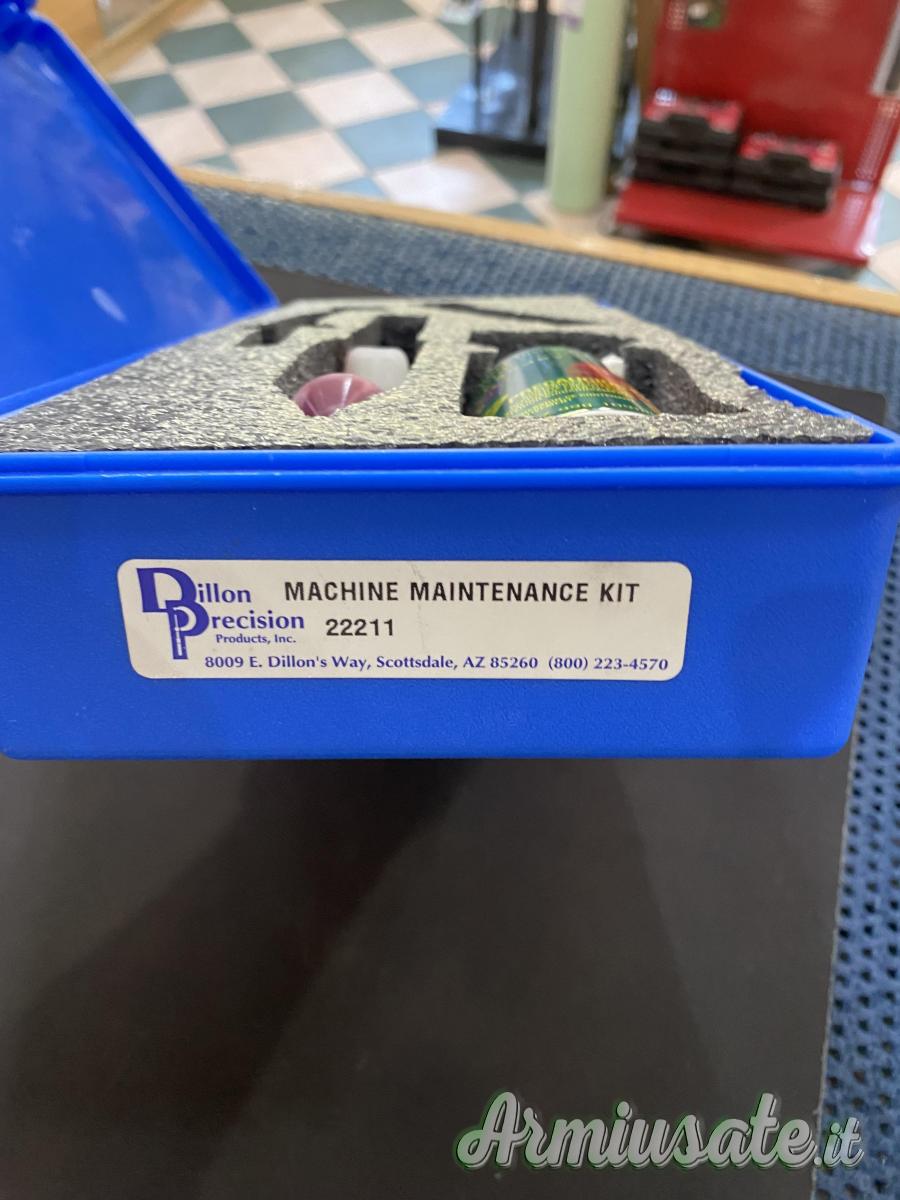 Dillon
Precision
Products, Inc.
MACHINE MAINTENANCE KIT
22211
8009 E. Dillon's Way, Scottsdale, AZ 85260 (800) 223-4570
Armiusate.it